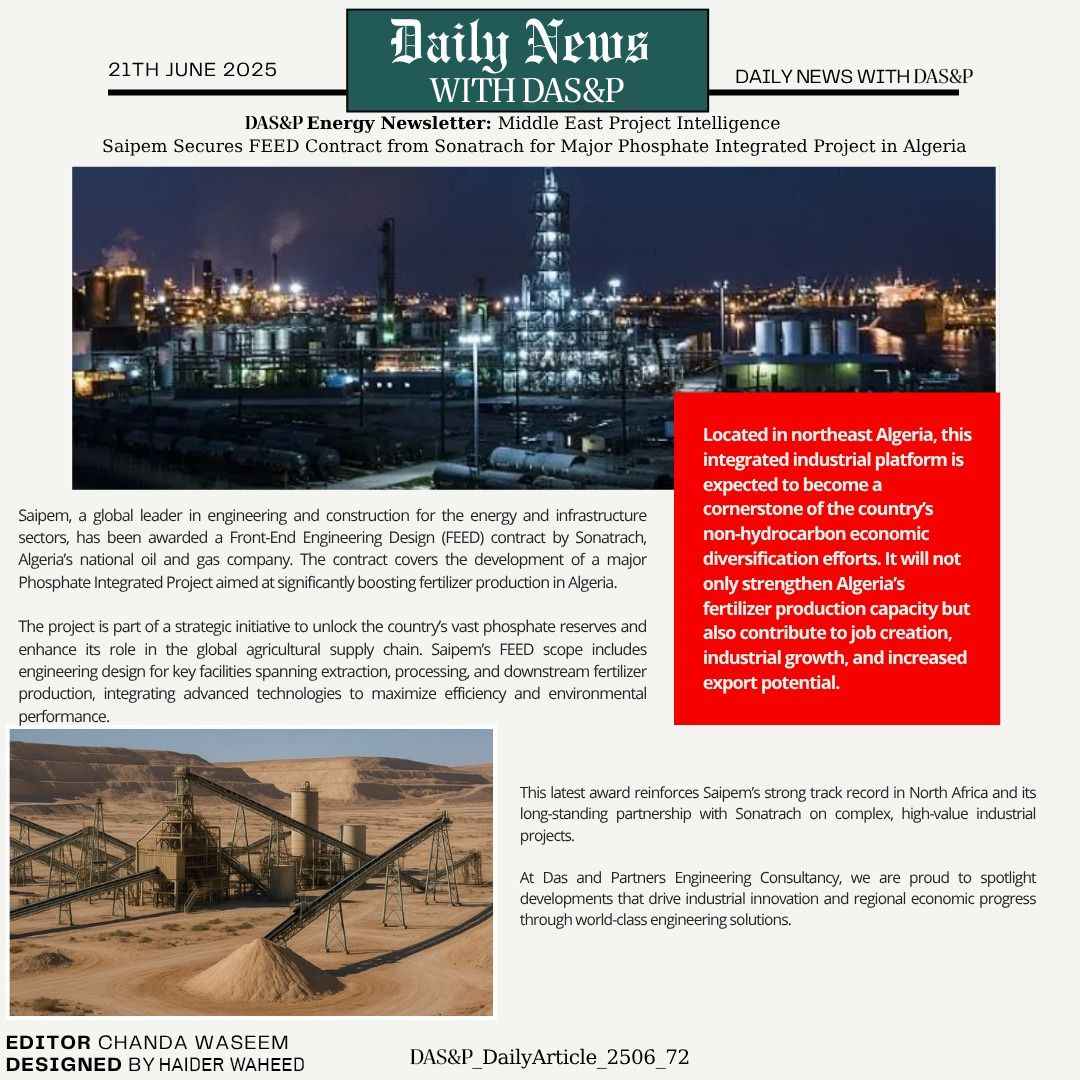 21TH JUNE 2025
Daily News
WITH DAS&P
DAILY NEWS WITH DAS&P
DAS&P Energy Newsletter: Middle East Project Intelligence
Saipem Secures FEED Contract from Sonatrach for Major Phosphate Integrated Project in Algeria
Located in northeast Algeria, this
integrated industrial platform is
expected to become a
cornerstone of the country’s
non-hydrocarbon economic
diversification efforts. It will not
only strengthen Algeria’s
fertilizer production capacity but
also contribute to job creation,
industrial growth, and increased
export potential.
Saipem, a global leader in engineering and construction for the energy and infrastructure
sectors, has been awarded a Front-End Engineering Design (FEED) contract by Sonatrach,
Algeria’s national oil and gas company. The contract covers the development of a major
Phosphate Integrated Project aimed at significantly boosting fertilizer production in Algeria.
The project is part of a strategic initiative to unlock the country’s vast phosphate reserves and
enhance its role in the global agricultural supply chain. Saipem’s FEED scope includes
engineering design for key facilities spanning extraction, processing, and downstream fertilizer
production, integrating advanced technologies to maximize efficiency and environmental
performance.
This latest award reinforces Saipem’s strong track record in North Africa and its
long-standing partnership with Sonatrach on complex, high-value industrial
projects.
At Das and Partners Engineering Consultancy, we are proud to spotlight
developments that drive industrial innovation and regional economic progress
through world-class engineering solutions.
EDITOR CHANDA WASEEM
DESIGNED BY HAIDER WAHEED
DAS&P_DailyArticle_2506_72